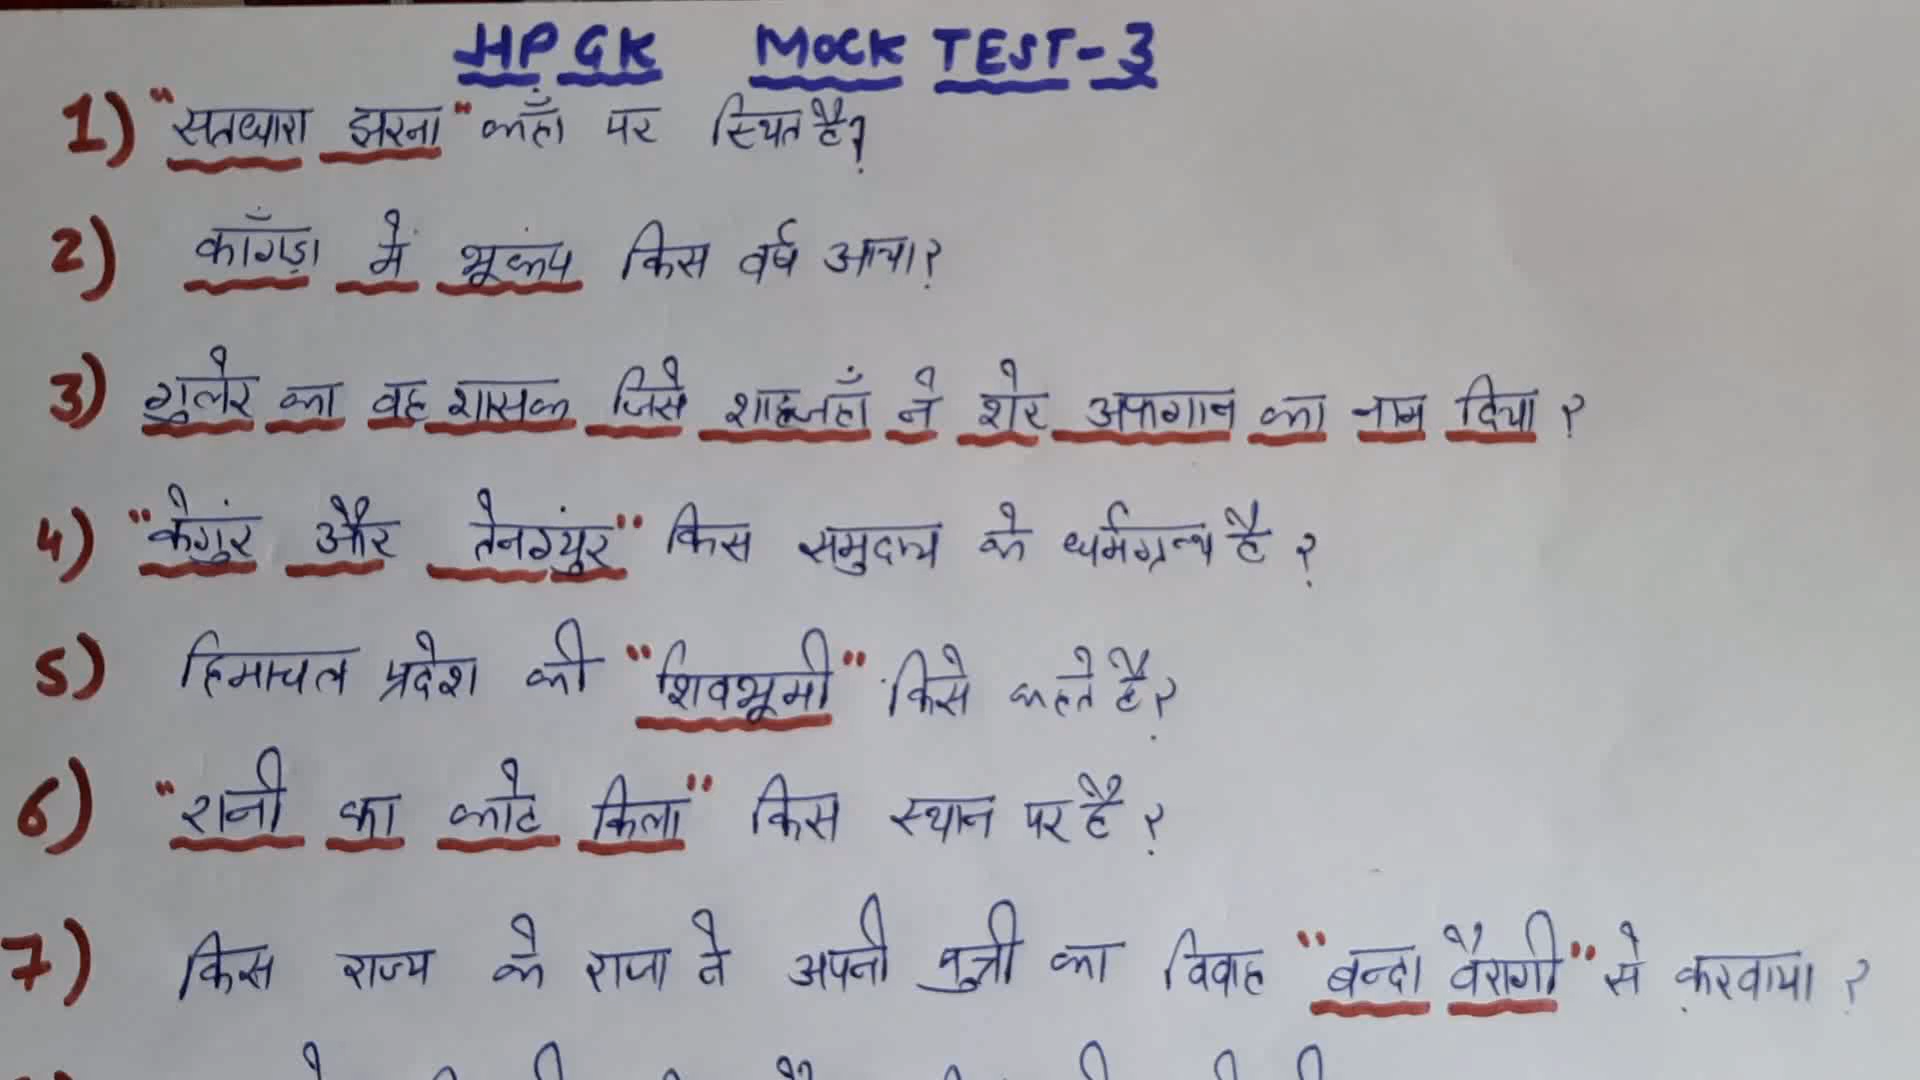 HP GK MOCK TEST-3
1) "सतधारा झरना" कहाँ पर स्थित है?
2) काँगड़ा में भूकंप किस वर्ष आया?
3) गुलेर का वह शासक जिसे शाहजहाँ ने शेर अफगान का नाम दिया?
4) "केगुंर और तेनग्युंर" किस समुदाय के धर्मग्रन्थ है?
5) हिमाचल प्रदेश की "शिवभूमी" किसे कहते है?
6) "रानी का कोट किला" किस स्थान पर है?
7) किस राज्य के राजा ने अपनी पुत्री का विवाह "बन्दा वैरागी" से करवाया?